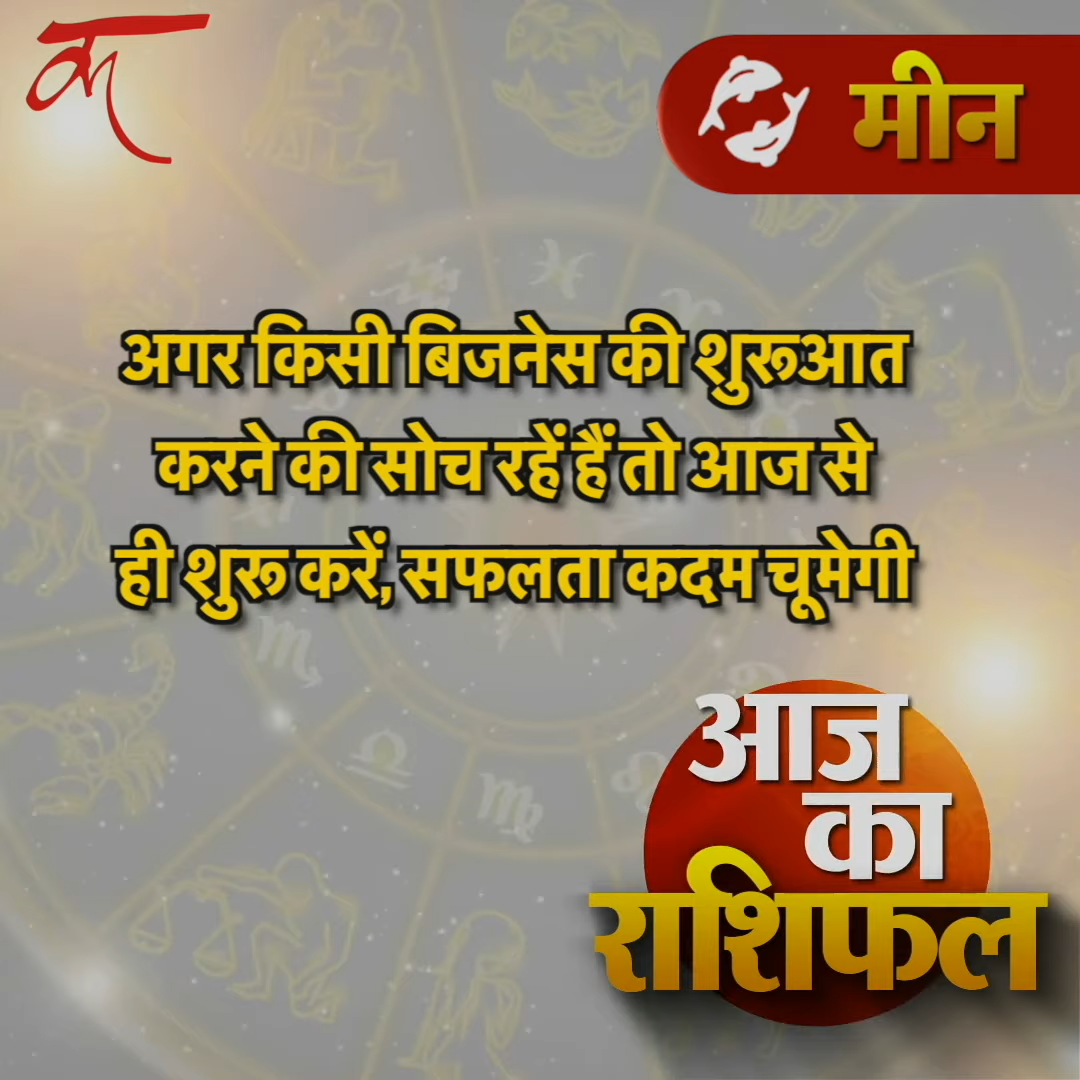 क
मीन
अगर किसी बिजनेस की शुरूआत
करने की सोच रहें हैं तो आज से
ही शुरू करें, सफलता कदम चूमेगी
आज
का
राशिफल